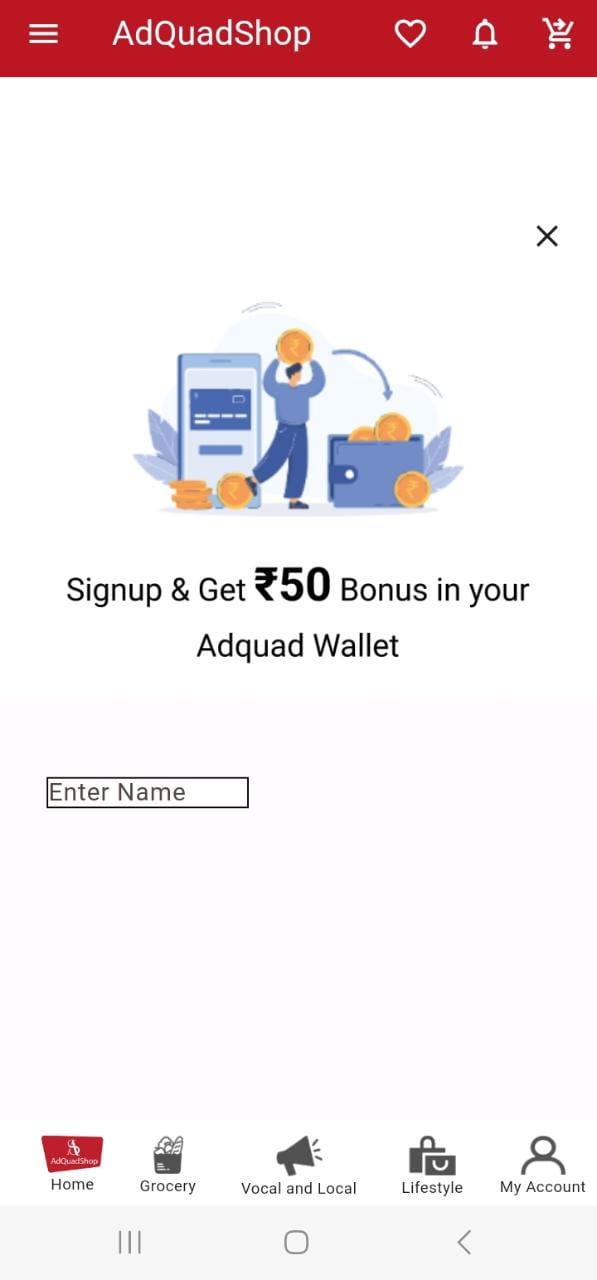 AdQuadShop
Signup & Get ₹50 Bonus in your
Adquad Wallet
Enter Name
AdQuadShop
Home
Grocery
Vocal and Local
Lifestyle
My Account